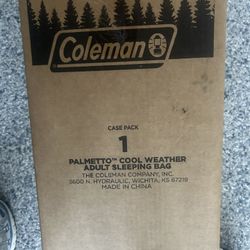 Coleman
CASE PACK
1
PALMETTO™ COOL WEATHER
ADULT SLEEPING BAG
THE COLEMAN COMPANY, INC.
3600 N. HYDRAULIC, WICHITA, KS 67219
MADE IN CHINA